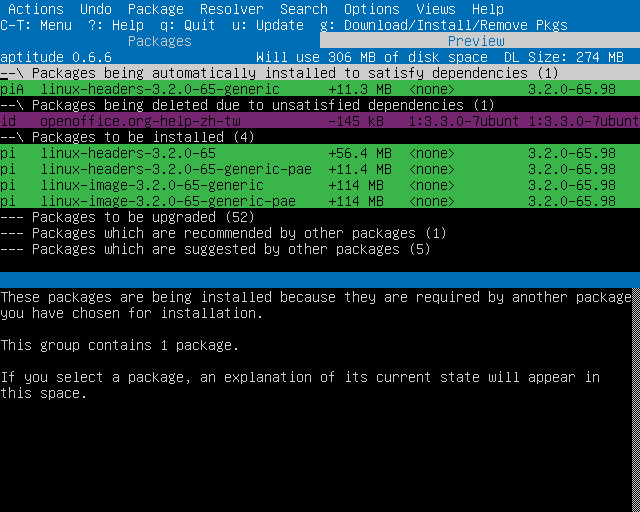 Actions  Undo  Package  Resolver  Search  Options  Views  Help
C-T: Menu  ?: Help  q: Quit  u: Update  g: Download/Install/Remove Pkgs
Packages  Preview
aptitude 0.6.6  Will use 306 MB of disk space  DL Size: 274 MB
--\ Packages being automatically installed to satisfy dependencies (1)
piA  linux-headers-3.2.0-65-generic  +11.3 MB  <none>  3.2.0-65.98
--\ Packages being deleted due to unsatisfied dependencies (1)
id  openoffice.org-help-zh-tw  -145 kB  1:3.3.0-7ubunt 1:3.3.0-7ubunt
--\ Packages to be installed (4)
pi  linux-headers-3.2.0-65  +56.4 MB  <none>  3.2.0-65.98
pi  linux-headers-3.2.0-65-generic-pae  +11.4 MB  <none>  3.2.0-65.98
pi  linux-image-3.2.0-65-generic  +114 MB  <none>  3.2.0-65.98
pi  linux-image-3.2.0-65-generic-pae  +114 MB  <none>  3.2.0-65.98
--- Packages to be upgraded (52)
--- Packages which are recommended by other packages (1)
--- Packages which are suggested by other packages (5)
These packages are being installed because they are required by another package
you have chosen for installation.
This group contains 1 package.
If you select a package, an explanation of its current state will appear in
this space.